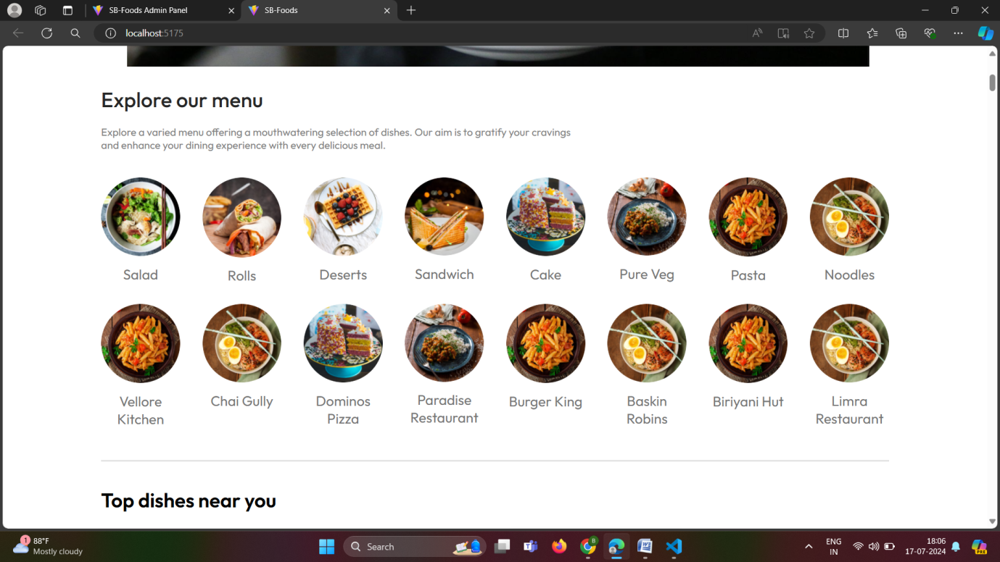 SB-Foods Admin Panel
SB-Foods
localhost:5175
Explore our menu
Explore a varied menu offering a mouthwatering selection of dishes. Our aim is to gratify your cravings
and enhance your dining experience with every delicious meal.
Salad Rolls Deserts Sandwich Cake Pure Veg Pasta Noodles
Vellore Chai Gully Dominos Paradise Burger King Baskin Biriyani Hut Limra
Kitchen Pizza Restaurant Robins Restaurant
Top dishes near you
1
88°F
Mostly cloudy
Search
B
ENG
IN
18:06
17-07-2024
PRE